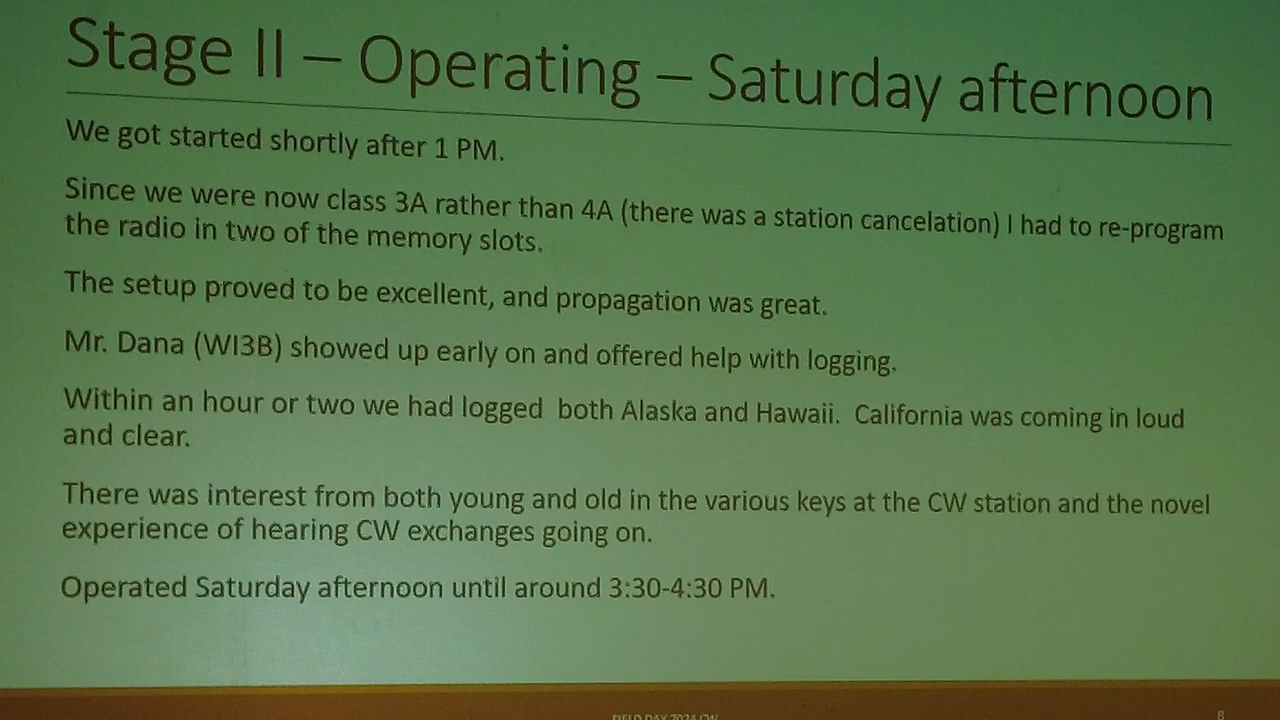 Stage II – Operating – Saturday afternoon
We got started shortly after 1 PM.
Since we were now class 3A rather than 4A (there was a station cancelation) I had to re-program
the radio in two of the memory slots.
The setup proved to be excellent, and propagation was great.
Mr. Dana (WI3B) showed up early on and offered help with logging.
Within an hour or two we had logged both Alaska and Hawaii. California was coming in loud
and clear.
There was interest from both young and old in the various keys at the CW station and the novel
experience of hearing CW exchanges going on.
Operated Saturday afternoon until around 3:30-4:30 PM.
FIELD DAY 2024 CW
8